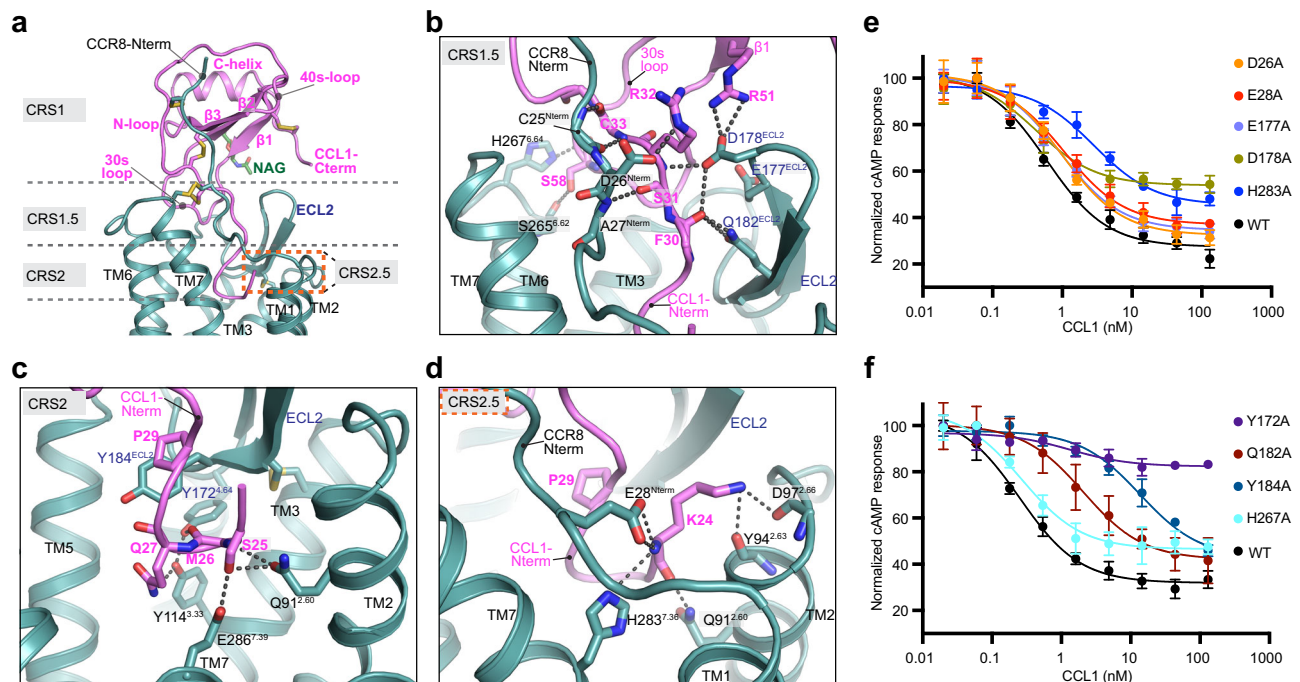 a
CCR8-Nterm
C-helix
40s-loop
CRS1
N-loop
β3
β2
β1
CCL1-
Cterm
30s
loop
NAG
CRS1.5
ECL2
CRS2
TM6
TM7
CRS2.5
TM1
TM2
TM3
b
CRS1.5
CCR8
Nterm
30s
loop
β1
R32
R51
C33
C25Nterm
H2676.64
D178ECL2
S58
D26Nterm
E177ECL2
S31
S2656.62
A27Nterm
Q182ECL2
F30
TM7
TM6
TM3
CCL1-
Nterm
ECL2
c
CRS2
CCL1-
Nterm
ECL2
P29
Y184ECL2
Y1724.64
TM3
TM5
Q27
M26
S25
Y1143.33
Q912.60
TM2
E2867.39
TM7
d
CRS2.5
CCR8
Nterm
ECL2
P29
E28Nterm
D972.66
K24
CCL1-
Nterm
Y942.63
TM7
H2837.36
Q912.60
TM2
TM1
e
Normalized cAMP response
100
80
60
40
20
0.01
0.1
1
10
100
1000
CCL1 (nM)
D26A
E28A
E177A
D178A
H283A
WT
f
Normalized cAMP response
100
80
60
40
20
0.01
0.1
1
10
100
1000
CCL1 (nM)
Y172A
Q182A
Y184A
H267A
WT